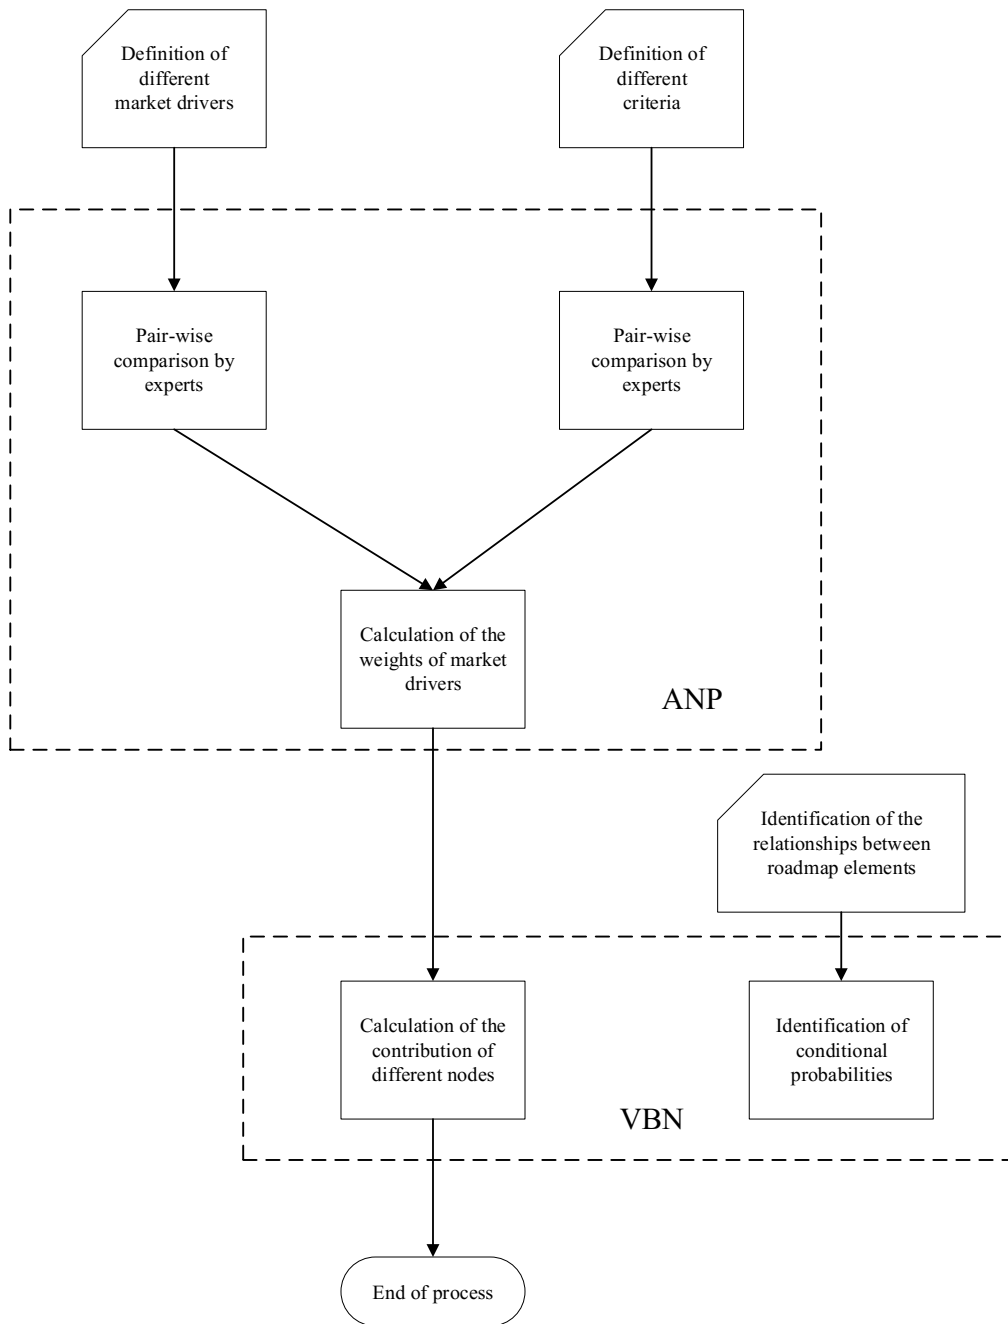 Definition of
different
market drivers
Definition of
different
criteria
Pair-wise
comparison by
experts
Pair-wise
comparison by
experts
Calculation of the
weights of market
drivers
ANP
Identification of the
relationships between
roadmap elements
Calculation of the
contribution of
different nodes
Identification of
conditional
probabilities
VBN
End of process